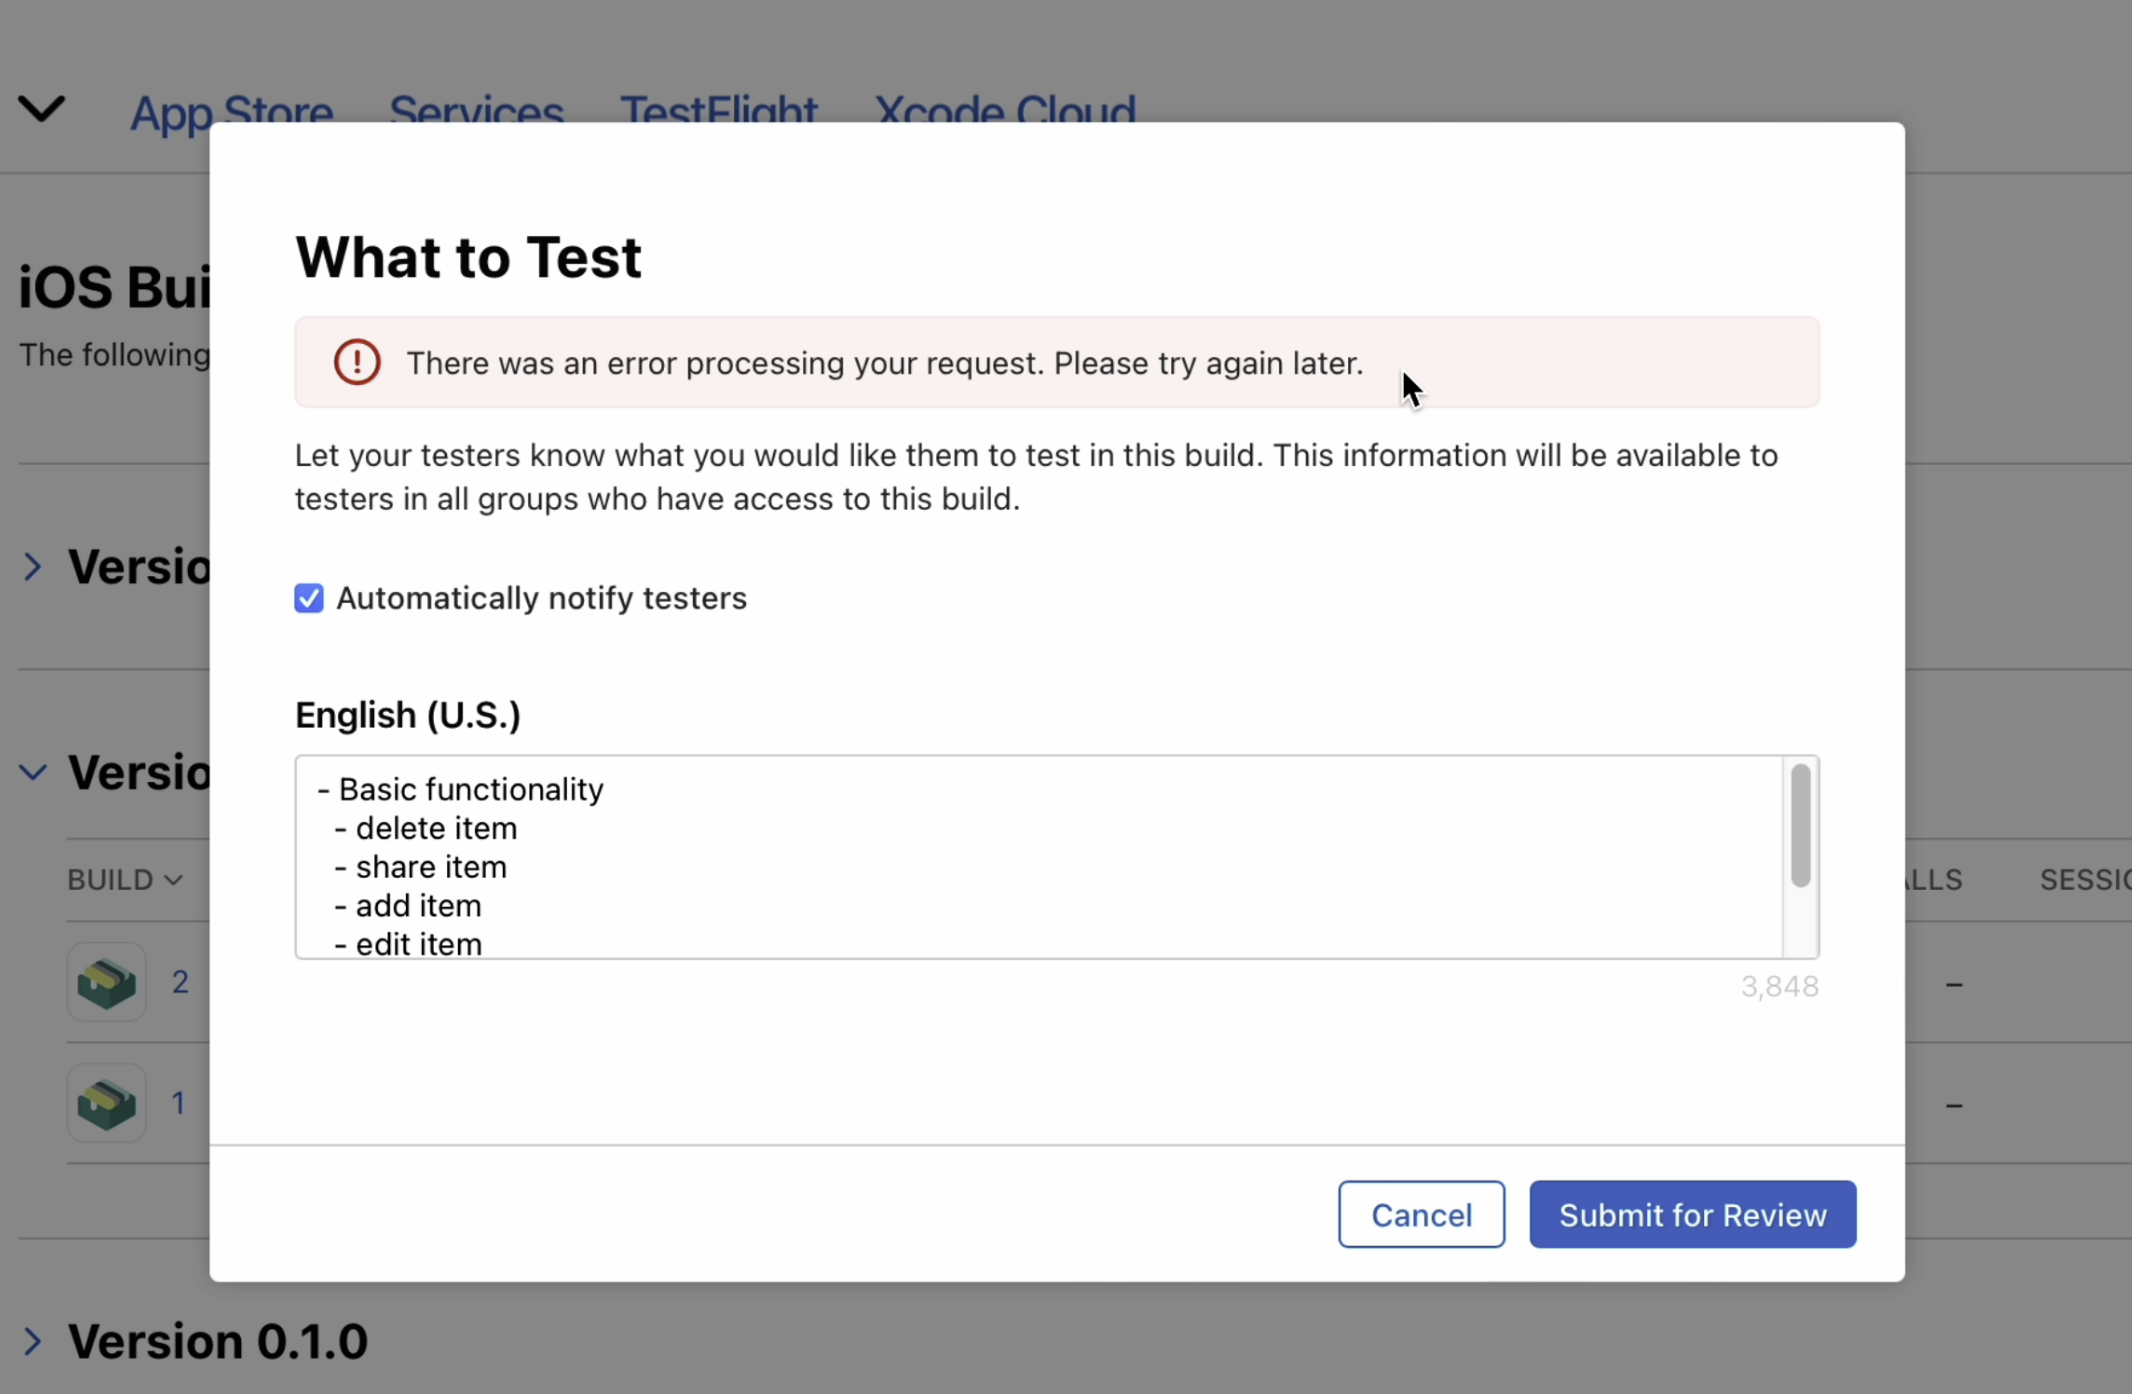 App Store Services TestFlight Xcode Cloud
What to Test
iOS Bui
There was an error processing your request. Please try again later.
The following
Let your testers know what you would like them to test in this build. This information will be available to
testers in all groups who have access to this build.
Versio
Automatically notify testers
English (U.S.)
Versio
- Basic functionality
- delete item
- share item
- add item
- edit item
BUILD
LLS
SESSIO
2
–
3,848
1
–
Cancel
Submit for Review
Version 0.1.0